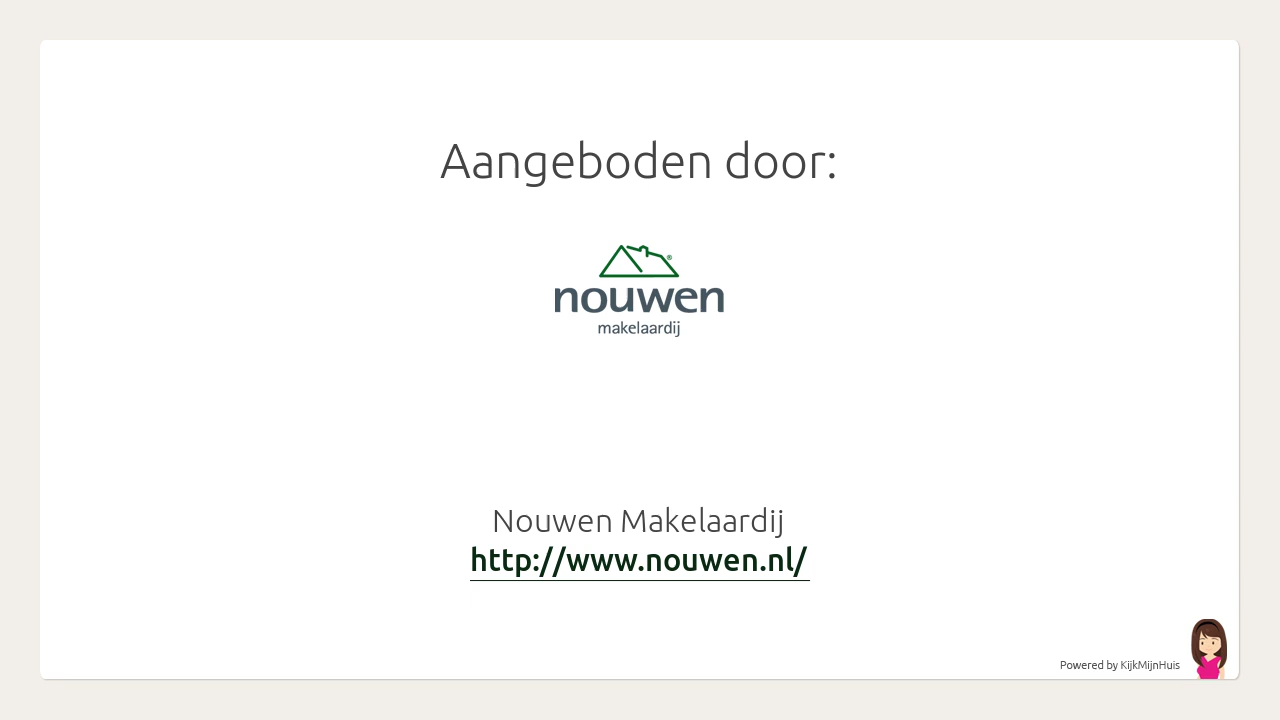 Aangeboden door:
®
nouwen
makelaardij
Nouwen Makelaardij
http://www.nouwen.nl/
Powered by KijkMijnHuis